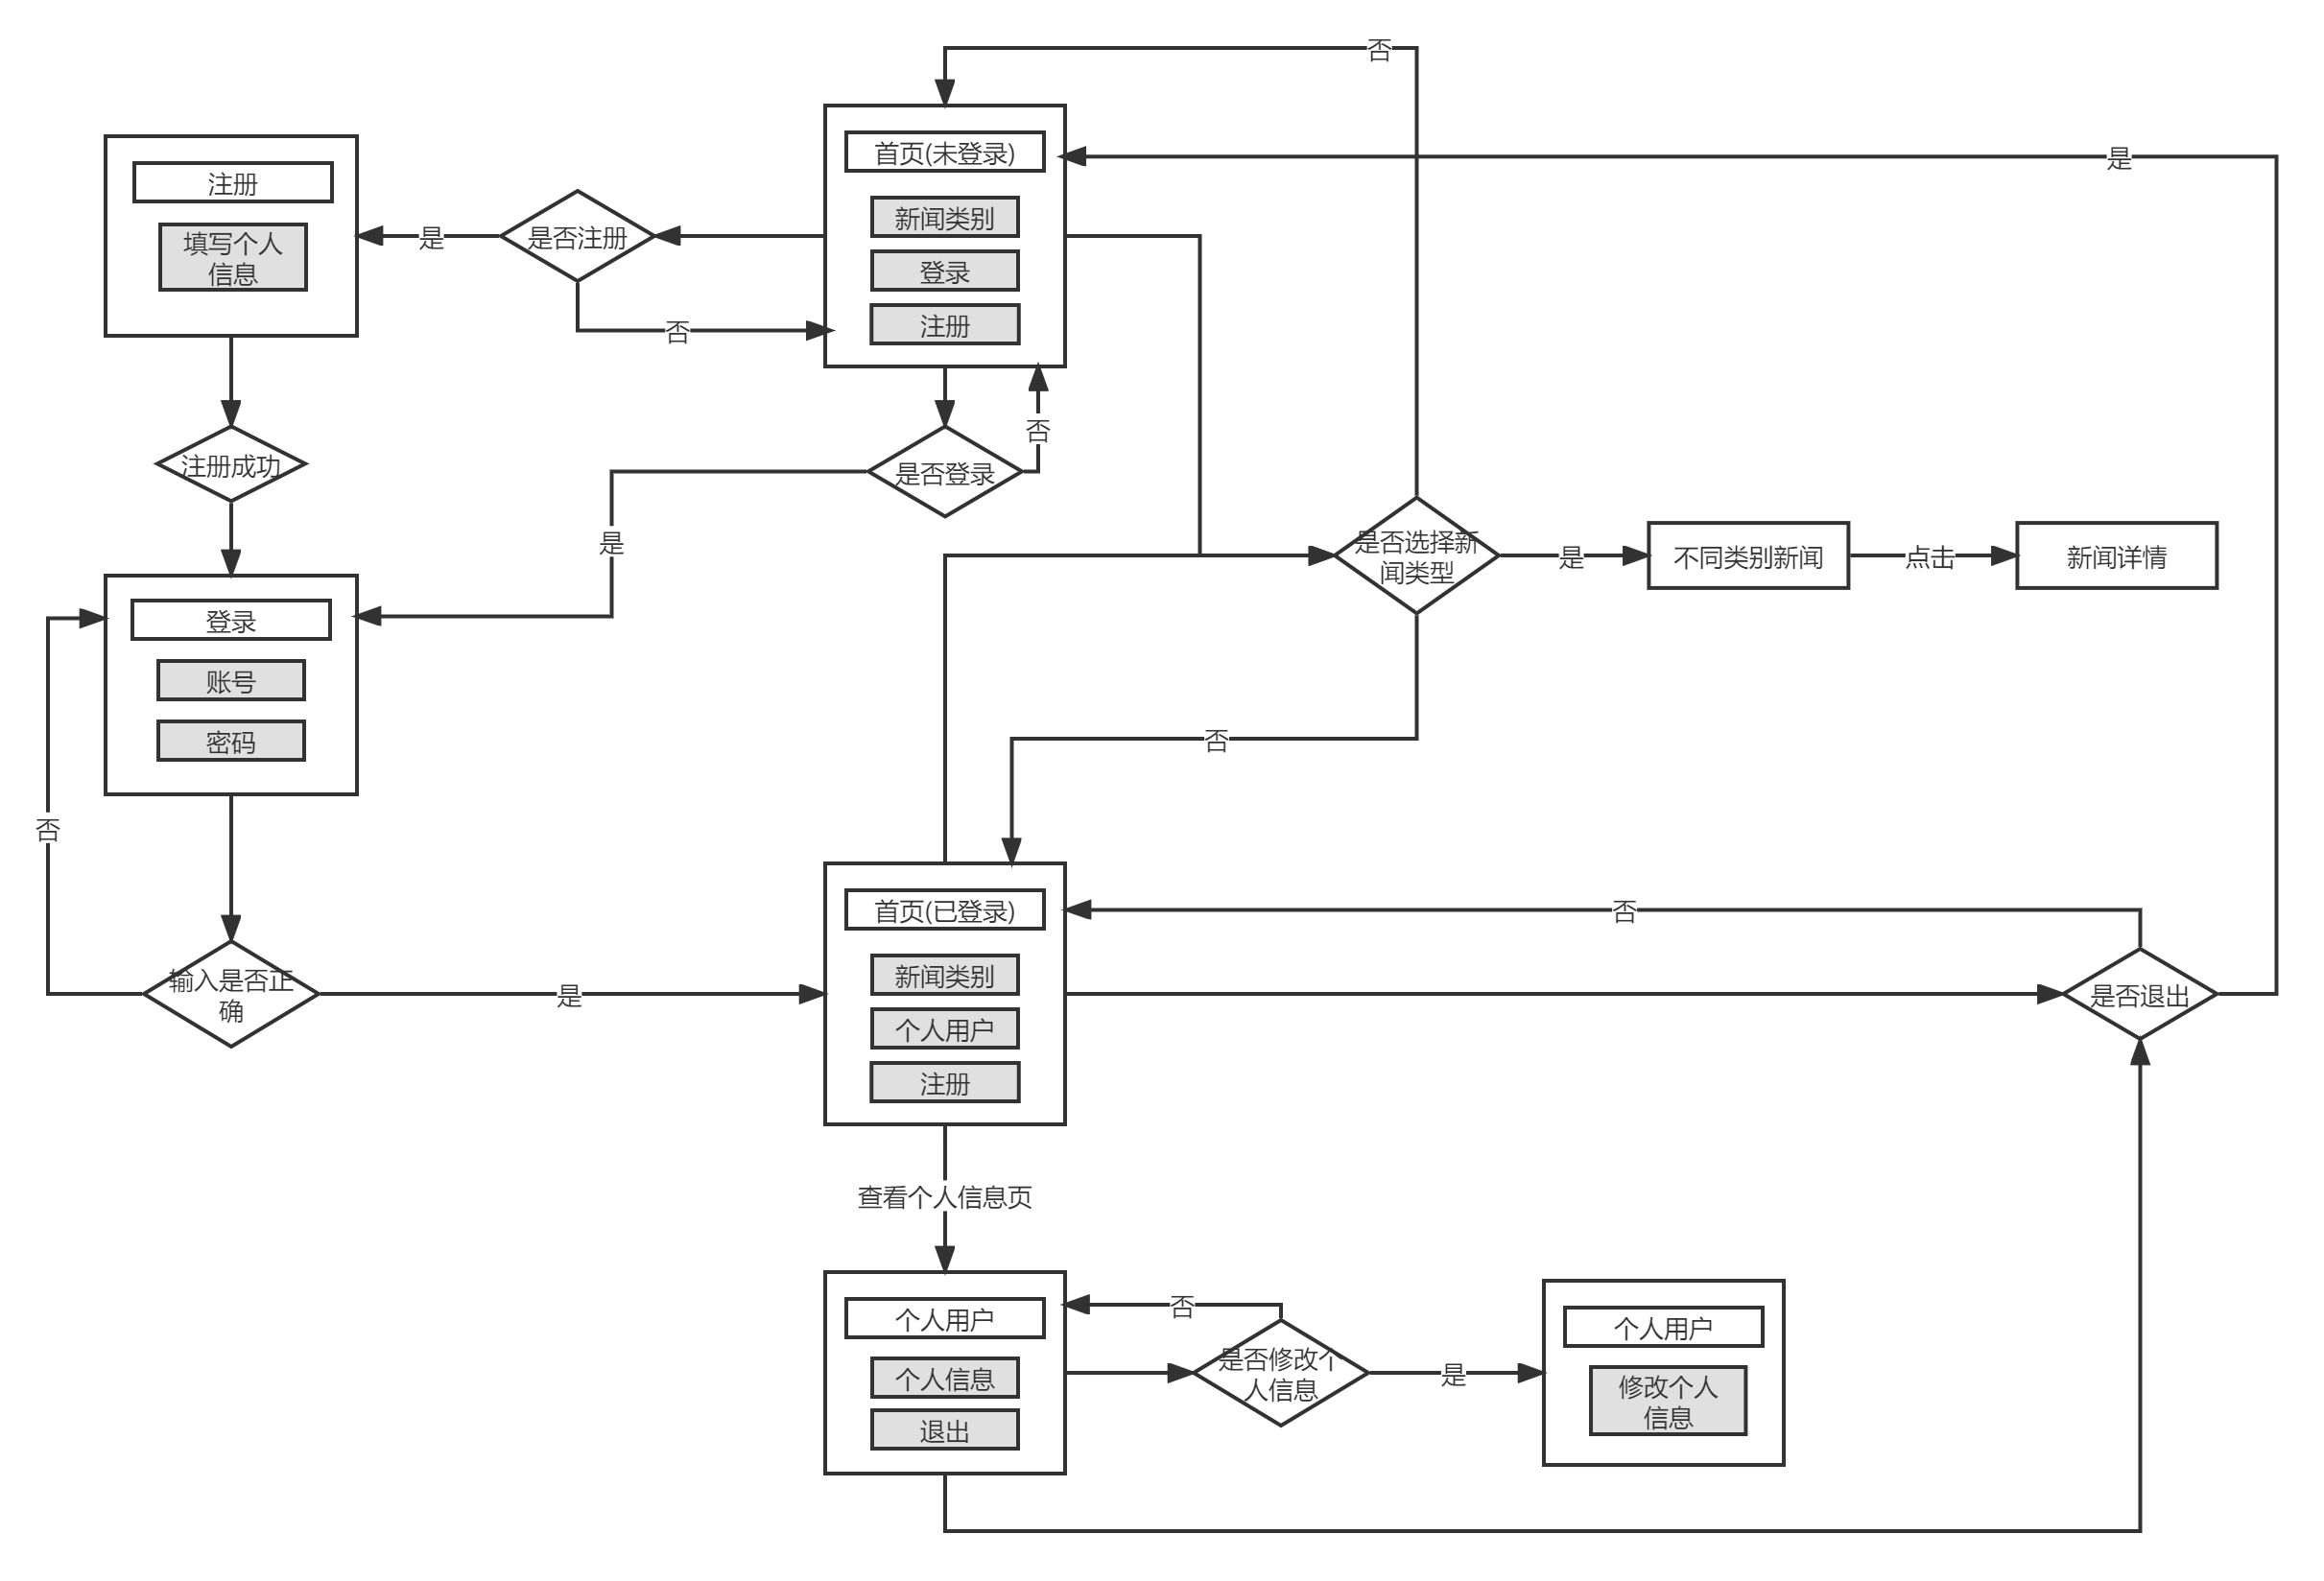 否
首页(未登录)
是
注册
新闻类别
填写个人
信息
是
是否注册
登录
注册
否
否
注册成功
是否登录
是
是否选择新
闻类型
是
不同类别新闻
点击
新闻详情
登录
账号
密码
否
否
首页(已登录)
否
新闻类别
输入是否正
确
是
是否退出
个人用户
注册
查看个人信息页
否
个人用户
个人用户
是否修改个
人信息
是
个人信息
修改个人
信息
退出